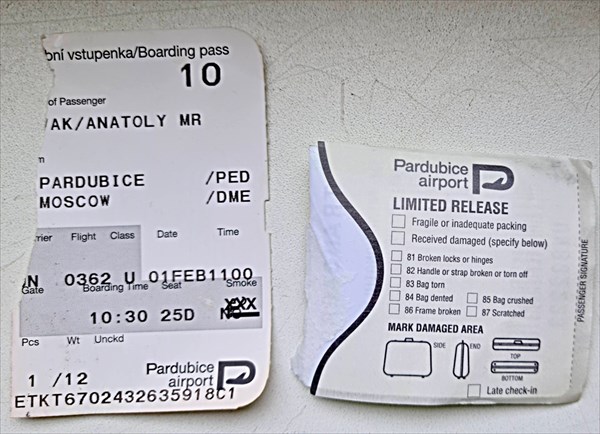 bní vstupenka/Boarding pass
10
of Passenger
AK/ANATOLY MR
PARDUBICE /PED
MOSCOW /DME
rier Flight Class Date Time
N 0362 U 01FEB1100
Gate Boarding Time Seat Smoke
10:30 25D XXX
Pcs Wt Unckd
1 /12
Pardubice
airport
ETKT6702432635918C1
Pardubice
airport
LIMITED RELEASE
Fragile or inadequate packing
Received damaged (specify below)
81 Broken locks or hinges
82 Handle or strap broken or torn off
83 Bag torn
84 Bag dented 85 Bag crushed
86 Frame broken 87 Scratched
MARK DAMAGED AREA
SIDE END
TOP
BOTTOM
Late check-in
PASSENGER SIGNATURE